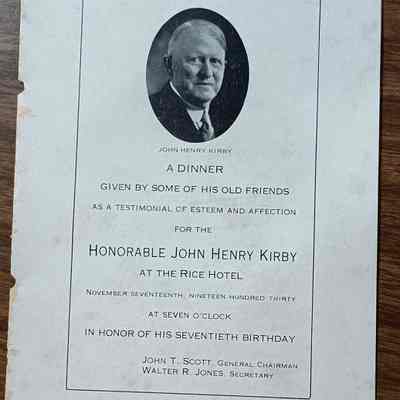 JOHN HENRY KIRBY
A DINNER
GIVEN BY SOME OF HIS OLD FRIENDS
AS A TESTIMONIAL OF ESTEEM AND AFFECTION
FOR THE
HONORABLE JOHN HENRY KIRBY
AT THE RICE HOTEL
NOVEMBER SEVENTEENTH, NINETEEN HUNDRED THIRTY
AT SEVEN O'CLOCK
IN HONOR OF HIS SEVENTIETH BIRTHDAY
JOHN T. SCOTT, GENERAL CHAIRMAN
WALTER R. JONES, SECRETARY